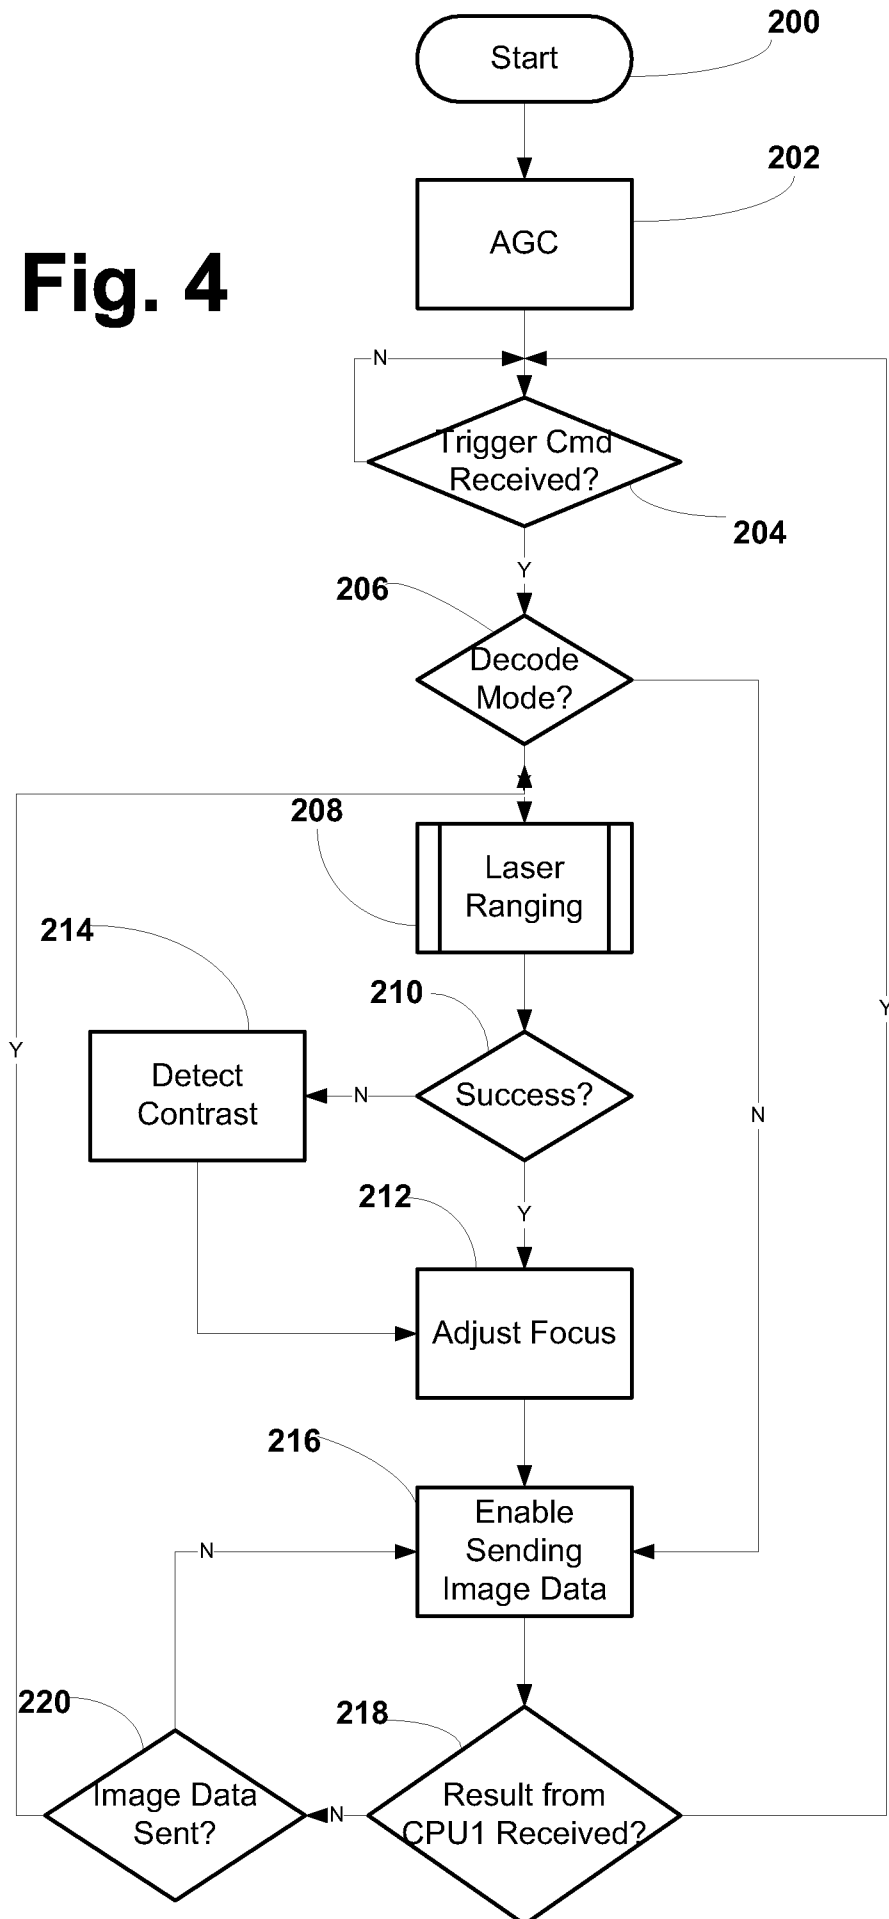 200
Start
202
AGC
Fig. 4
N
Trigger Cmd
Received?
204
Y
206
Decode
Mode?
208
Laser
Ranging
214
210
Y
Y
Detect
Contrast
N
Success?
N
212
Y
Adjust Focus
216
Enable
Sending
Image Data
N
220
218
Image Data
Sent?
N
Result from
CPU1 Received?